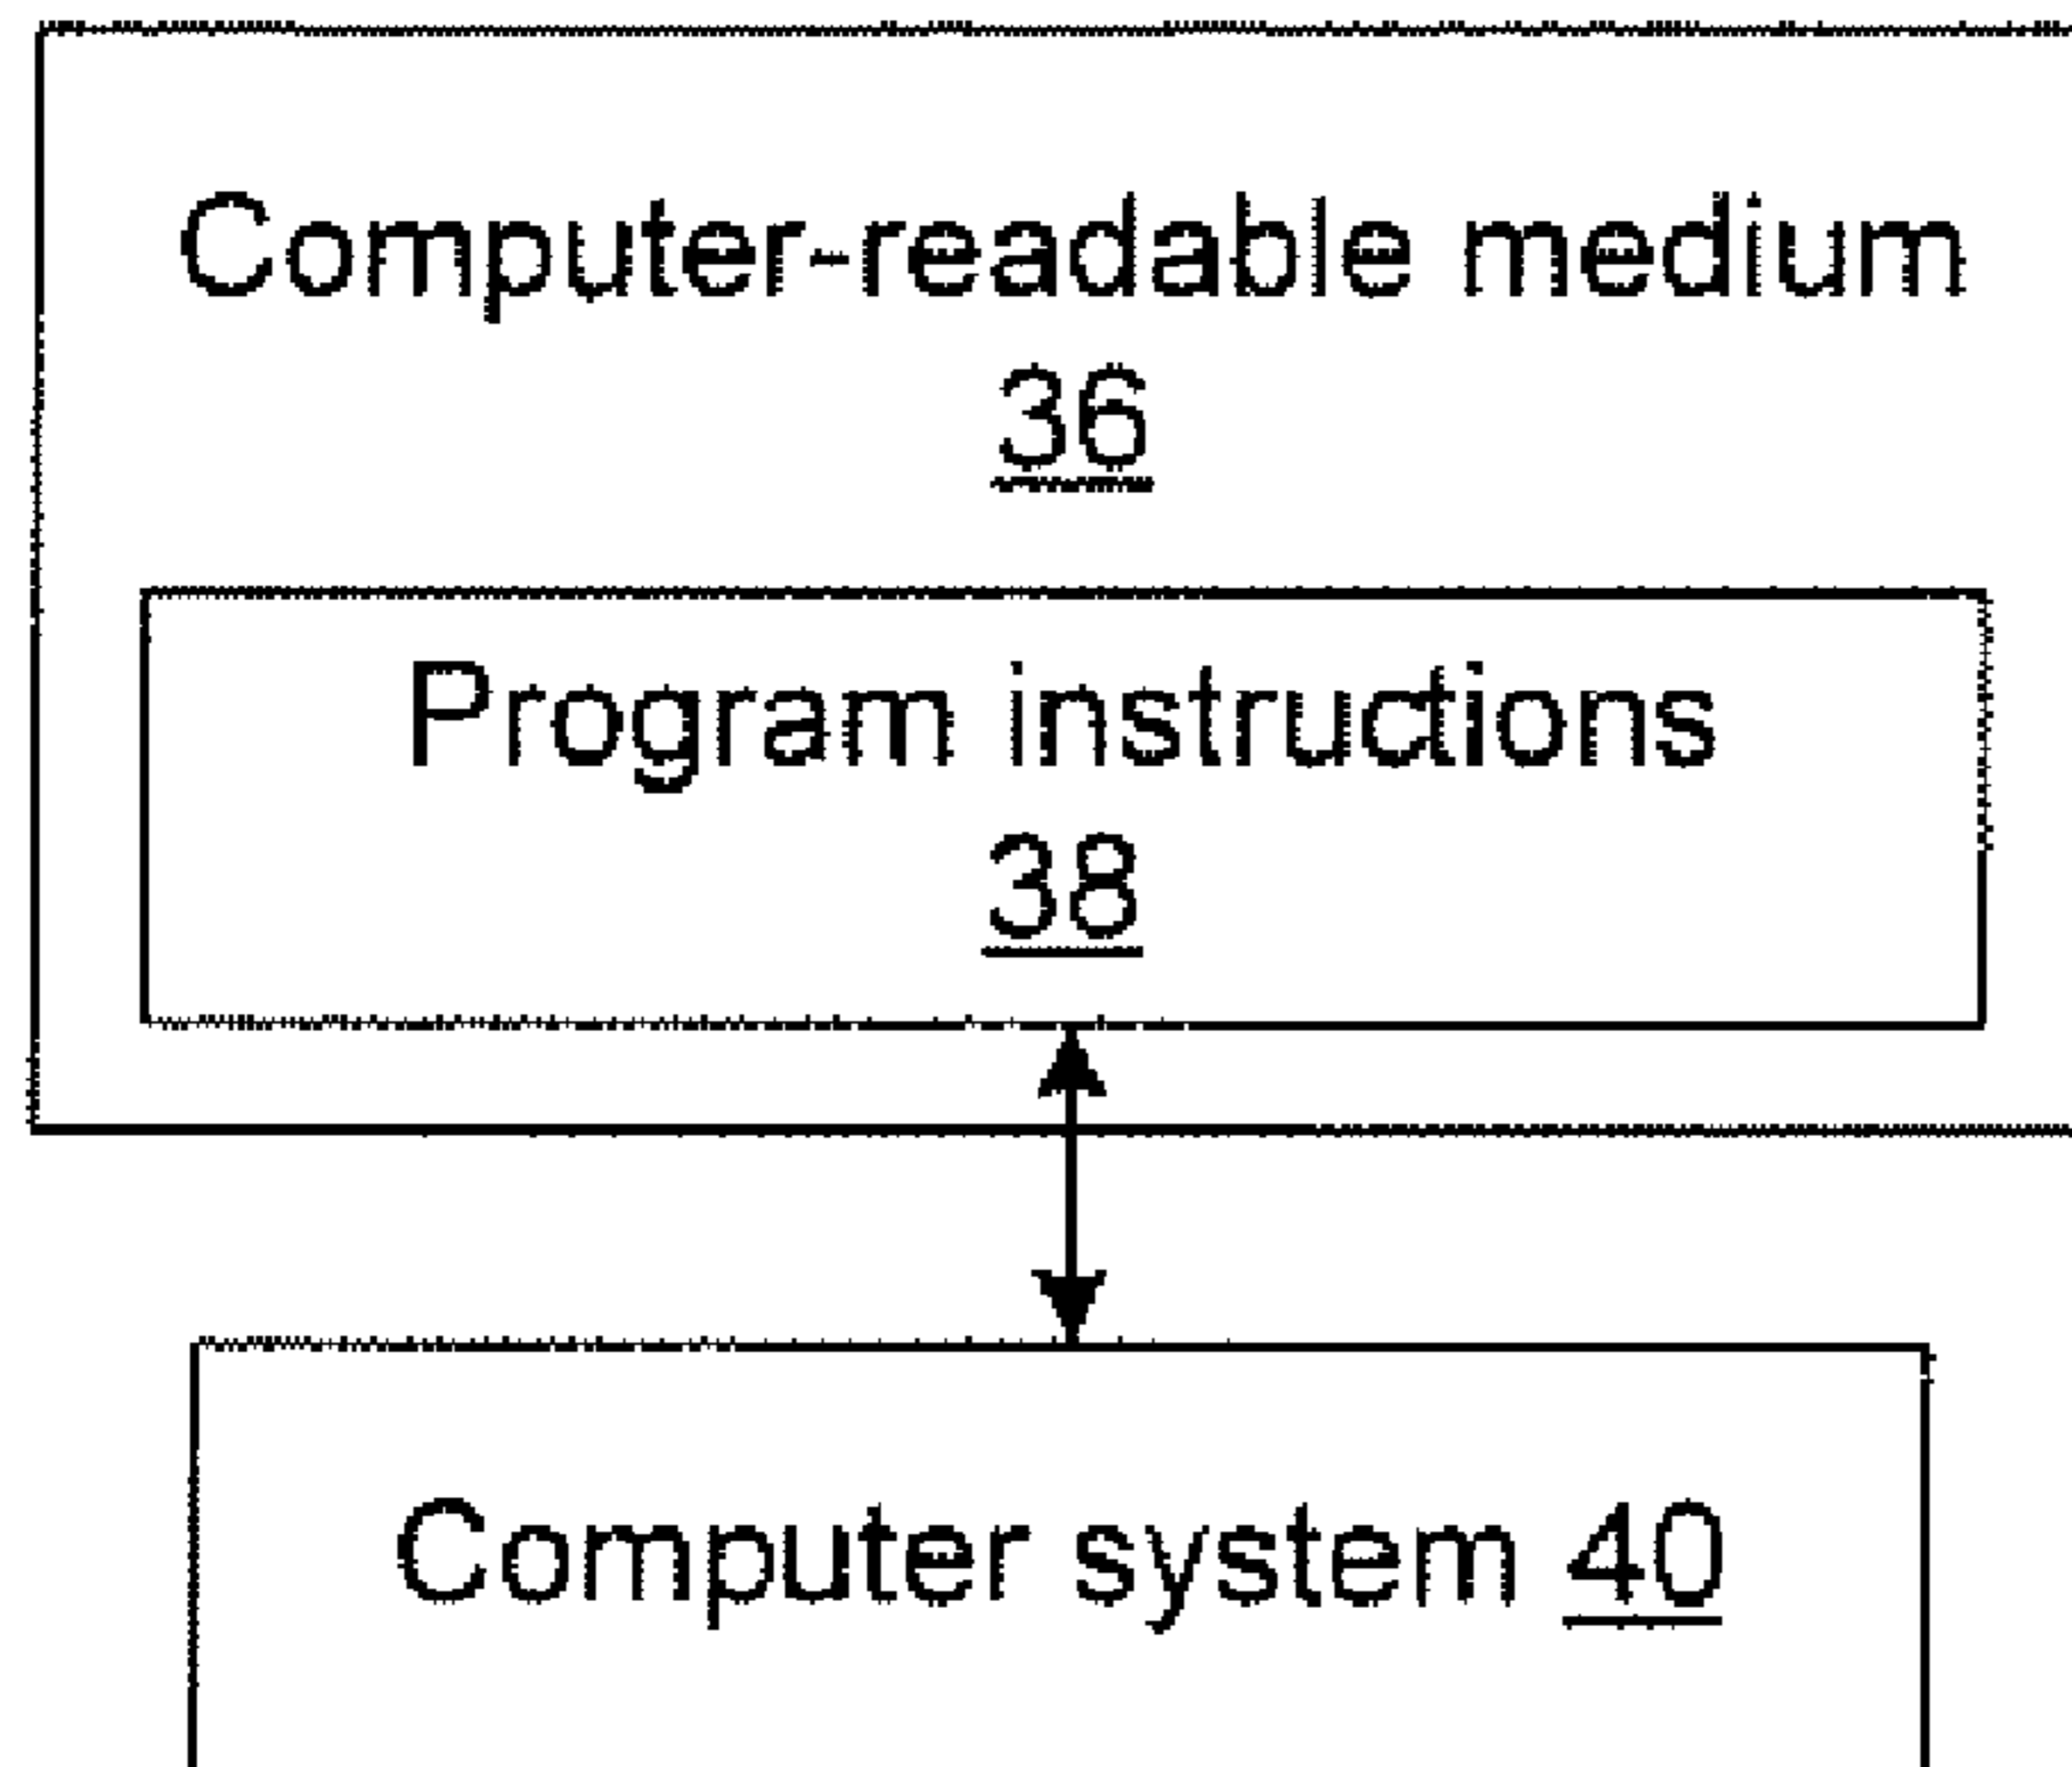 Computer-readable medium
36
Program instructions
38
Computer system 40